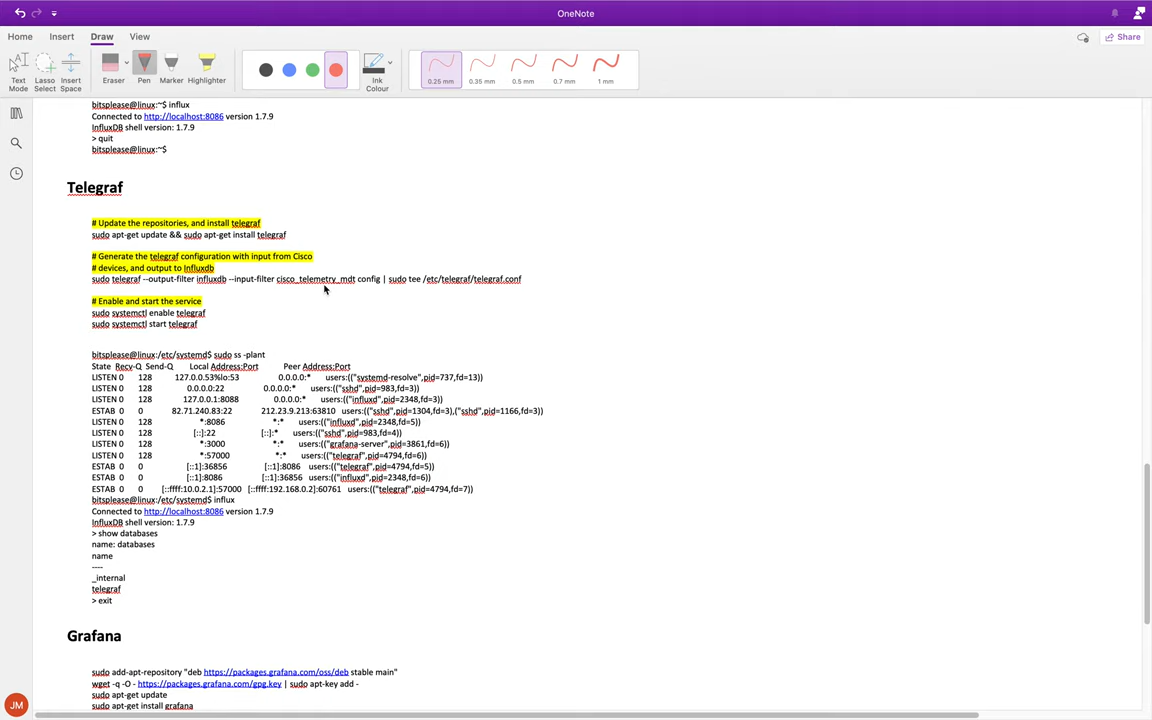 OneNote
Home Insert Draw View
Share
Text Mode
Lasso Select
Insert Space
Eraser
Pen
Marker
Highlighter
Ink Colour
0.25 mm
0.35 mm
0.5 mm
0.7 mm
1 mm
bitsplease@linux:~$ influx
Connected to http://localhost:8086 version 1.7.9
InfluxDB shell version: 1.7.9
> quit
bitsplease@linux:~$
Telegraf
# Update the repositories, and install telegraf
sudo apt-get update && sudo apt-get install telegraf
# Generate the telegraf configuration with input from Cisco
# devices, and output to Influxdb
sudo telegraf --output-filter influxdb --input-filter cisco_telemetry_mdt config | sudo tee /etc/telegraf/telegraf.conf
# Enable and start the service
sudo systemctl enable telegraf
sudo systemctl start telegraf
bitsplease@linux:/etc/systemd$ sudo ss -plant
State Recv-Q Send-Q Local Address:Port Peer Address:Port
LISTEN 0 128 127.0.0.53%lo:53 0.0.0.0:* users:(("systemd-resolve",pid=737,fd=13))
LISTEN 0 128 0.0.0.0:22 0.0.0.0:* users:(("sshd",pid=983,fd=3))
LISTEN 0 128 127.0.0.1:8088 0.0.0.0:* users:(("influxd",pid=2348,fd=3))
ESTAB 0 0 82.71.240.83:22 212.23.9.213:63810 users:(("sshd",pid=1304,fd=3),("sshd",pid=1166,fd=3))
LISTEN 0 128 *:8086 *:* users:(("influxd",pid=2348,fd=5))
LISTEN 0 128 [::]:22 [::]:* users:(("sshd",pid=983,fd=4))
LISTEN 0 128 *:3000 *:* users:(("grafana-server",pid=3861,fd=6))
LISTEN 0 128 *:57000 *:* users:(("telegraf",pid=4794,fd=6))
ESTAB 0 0 [::1]:36856 [::1]:8086 users:(("telegraf",pid=4794,fd=5))
ESTAB 0 0 [::1]:8086 [::1]:36856 users:(("influxd",pid=2348,fd=6))
ESTAB 0 0 [::ffff:10.0.2.1]:57000 [::ffff:192.168.0.2]:60761 users:(("telegraf",pid=4794,fd=7))
bitsplease@linux:/etc/systemd$ influx
Connected to http://localhost:8086 version 1.7.9
InfluxDB shell version: 1.7.9
> show databases
name: databases
name
----
_internal
telegraf
> exit
Grafana
sudo add-apt-repository "deb https://packages.grafana.com/oss/deb stable main"
wget -q -O - https://packages.grafana.com/gpg.key | sudo apt-key add -
sudo apt-get update
sudo apt-get install grafana
JM